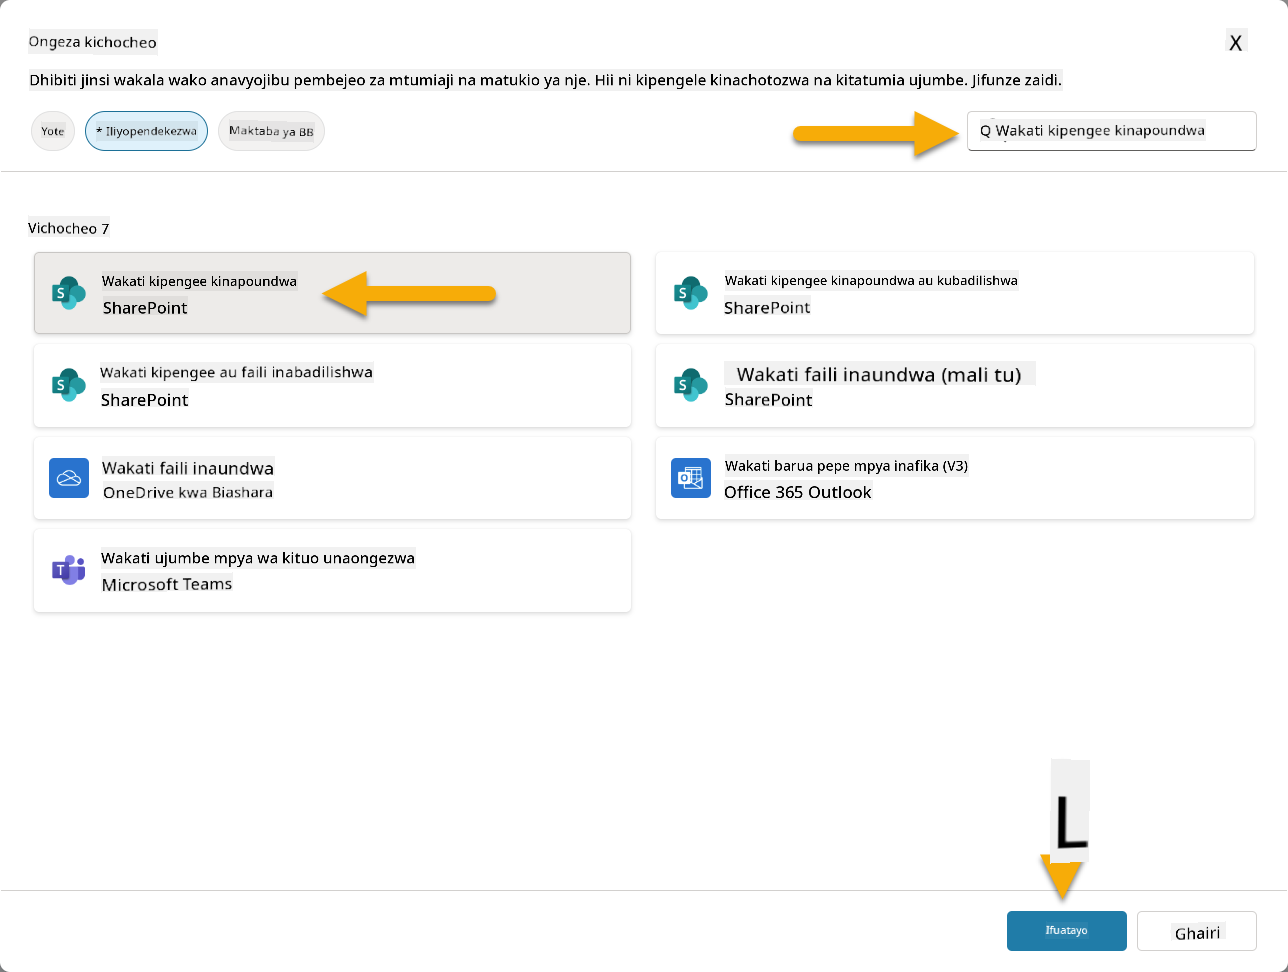 Ongeza kichocheo
X
Dhibiti jinsi wakala wako anavyojibu pembejeo za mtumiaji na matukio ya nje. Hii ni kipengele kinachotozwa na kitatumia ujumbe. Jifunze zaidi.
Yote
* Iliyopendekezwa
Maktaba ya BB
Q Wakati kipengee kinapoundwa
Vichocheo 7
Wakati kipengee kinapoundwa
SharePoint
Wakati kipengee kinapoundwa au kubadilishwa
SharePoint
Wakati kipengee au faili inabadilishwa
SharePoint
Wakati faili inaundwa (mali tu)
SharePoint
Wakati faili inaundwa
OneDrive kwa Biashara
Wakati barua pepe mpya inafika (V3)
Office 365 Outlook
Wakati ujumbe mpya wa kituo unaongezwa
Microsoft Teams
L
Ifuatayo
Ghairi